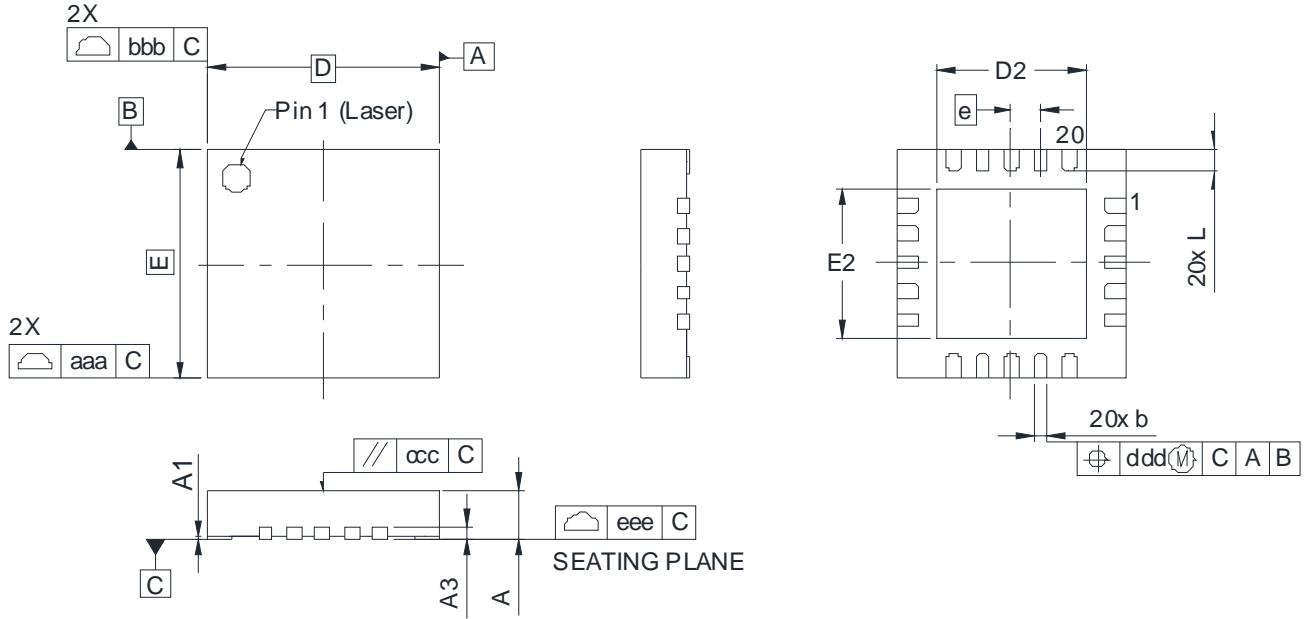 2X
bbb C
D
A
B
Pin 1 (Laser)
E
2X
aaa C
D2
e
20
1
E2
20x L
20x b
ddd M C A B
// ccc C
A1
eee C
SEATING PLANE
C
A3
A